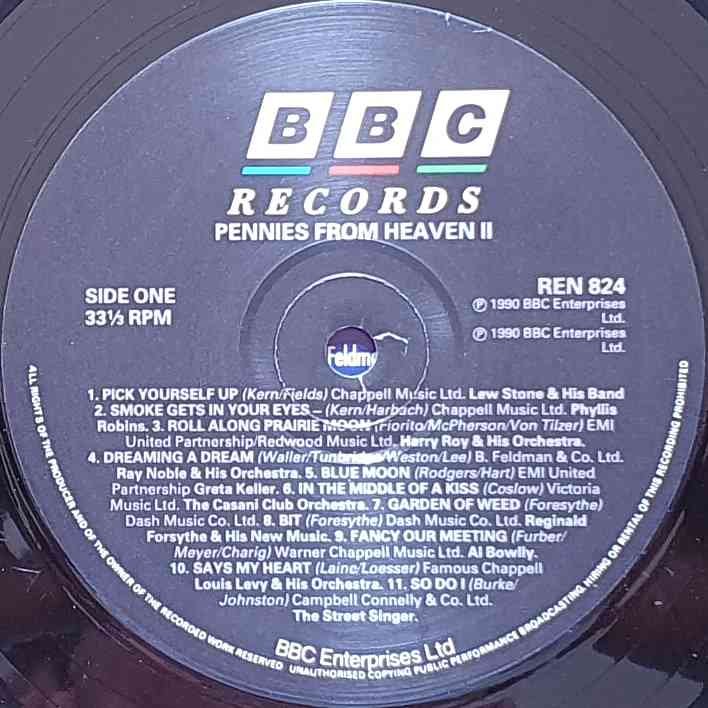 BBC
RECORDS
PENNIES FROM HEAVEN II
SIDE ONE
33⅓ RPM
REN 824
Ⓟ 1990 BBC Enterprises
Ltd.
Ⓟ 1990 BBC Enterprises
Ltd.
Feldm
1. PICK YOURSELF UP (Kern/Fields) Chappell Music Ltd. Lew Stone & His Band
2. SMOKE GETS IN YOUR EYES – (Kern/Harbach) Chappell Music Ltd. Phyllis
Robins. 3. ROLL ALONG PRAIRIE MOON (Fiorito/McPherson/Von Tilzer) EMI
United Partnership/Redwood Music Ltd. Harry Roy & His Orchestra.
4. DREAMING A DREAM (Waller/Tunbridge/Weston/Lee) B. Feldman & Co. Ltd.
Ray Noble & His Orchestra. 5. BLUE MOON (Rodgers/Hart) EMI United
Partnership Greta Keller. 6. IN THE MIDDLE OF A KISS (Coslow) Victoria
Music Ltd. The Casani Club Orchestra. 7. GARDEN OF WEED (Foresythe)
Dash Music Co. Ltd. 8. BIT (Foresythe) Dash Music Co. Ltd. Reginald
Forsythe & His New Music. 9. FANCY OUR MEETING (Furber/
Meyer/Charig) Warner Chappell Music Ltd. Al Bowlly.
10. SAYS MY HEART (Laine/Loesser) Famous Chappell
Louis Levy & His Orchestra. 11. SO DO I (Burke/
Johnston) Campbell Connelly & Co. Ltd.
The Street Singer.
BBC Enterprises Ltd
ALL RIGHTS OF THE PRODUCER AND OF THE OWNER OF THE RECORDED WORK RESERVED UNAUTHORISED COPYING PUBLIC PERFORMANCE BROADCASTING, HIRING OR RENTAL OF THIS RECORDING PROHIBITED